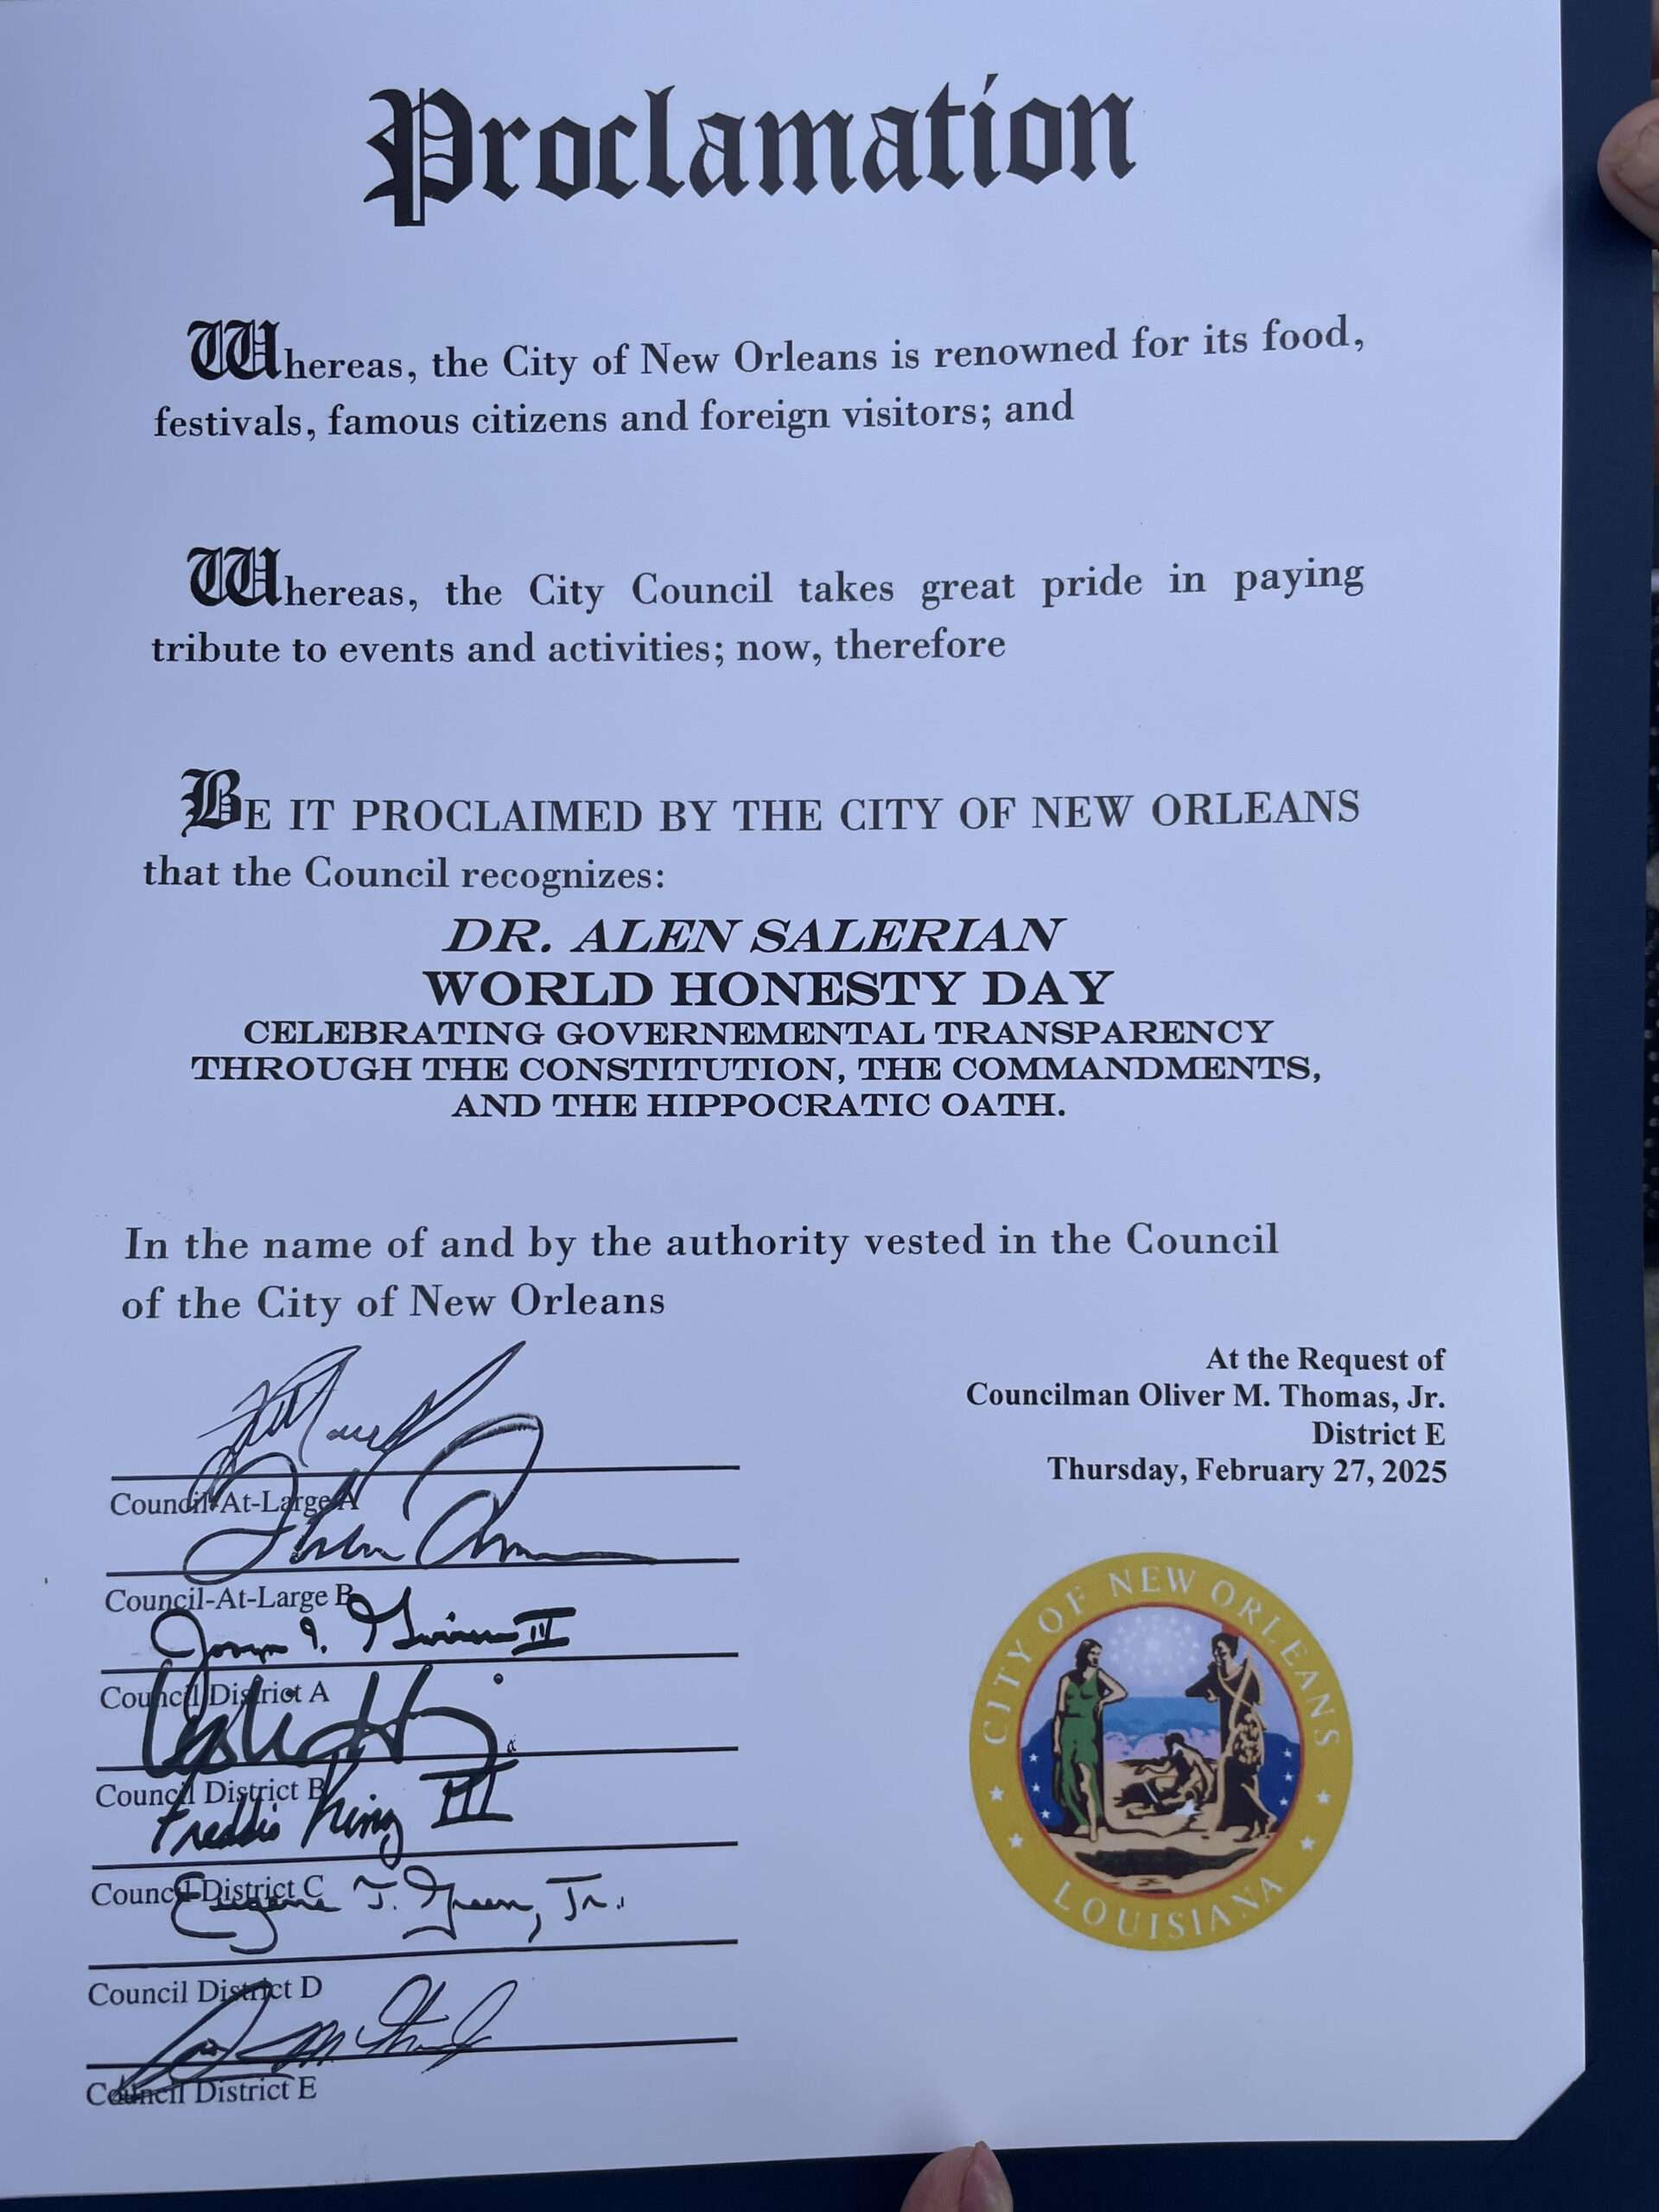 Proclamation
Whereas, the City of New Orleans is renowned for its food,
festivals, famous citizens and foreign visitors; and
Whereas, the City Council takes great pride in paying
tribute to events and activities; now, therefore
BE IT PROCLAIMED BY THE CITY OF NEW ORLEANS
that the Council recognizes:
DR. ALEN SALERIAN
WORLD HONESTY DAY
CELEBRATING GOVERNEMENTAL TRANSPARENCY
THROUGH THE CONSTITUTION, THE COMMANDMENTS,
AND THE HIPPOCRATIC OATH.
In the name of and by the authority vested in the Council
of the City of New Orleans
At the Request of
Councilman Oliver M. Thomas, Jr.
District E
Thursday, February 27, 2025
Council-At-Large A
Council-At-Large B
Council District A
Council District B
Freddie King III
Council District C
Eugene J. Green, Jr.
Council District D
Council District E
CITY OF NEW ORLEANS
LOUISIANA